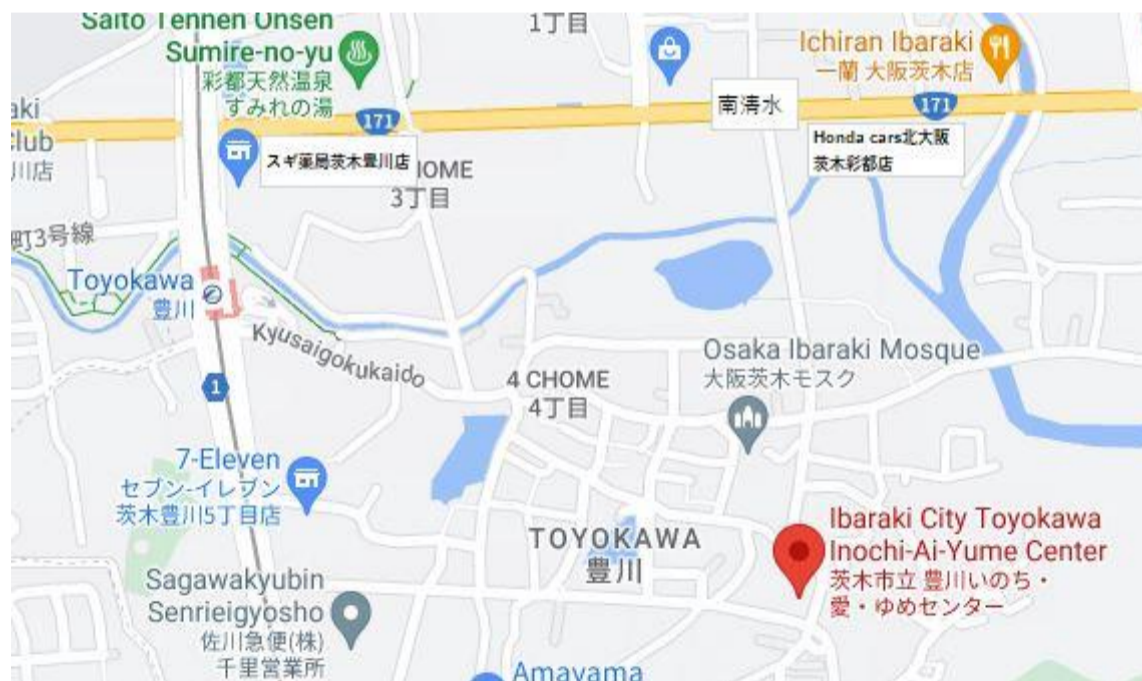 Saito Tennen Onsen
Sumire-no-yu
彩都天然温泉
すみれの湯
1丁目
Ichiran Ibaraki
一蘭 大阪茨木店
aki
Club
川店
171
南清水
171
スギ薬局茨木豊川店
Honda cars北大阪
茨木彩都店
HOME
3丁目
町3号線
Toyokawa
豊川
Kyusaigokukaido
1
4 CHOME
4丁目
Osaka Ibaraki Mosque
大阪茨木モスク
7-Eleven
セブン-イレブン
茨木豊川5丁目店
TOYOKAWA
豊川
Ibaraki City Toyokawa
Inochi-Ai-Yume Center
茨木市立 豊川いのち・
愛・ゆめセンター
Sagawakyubin
Senrieigyosho
佐川急便(株)
千里営業所
Amayama